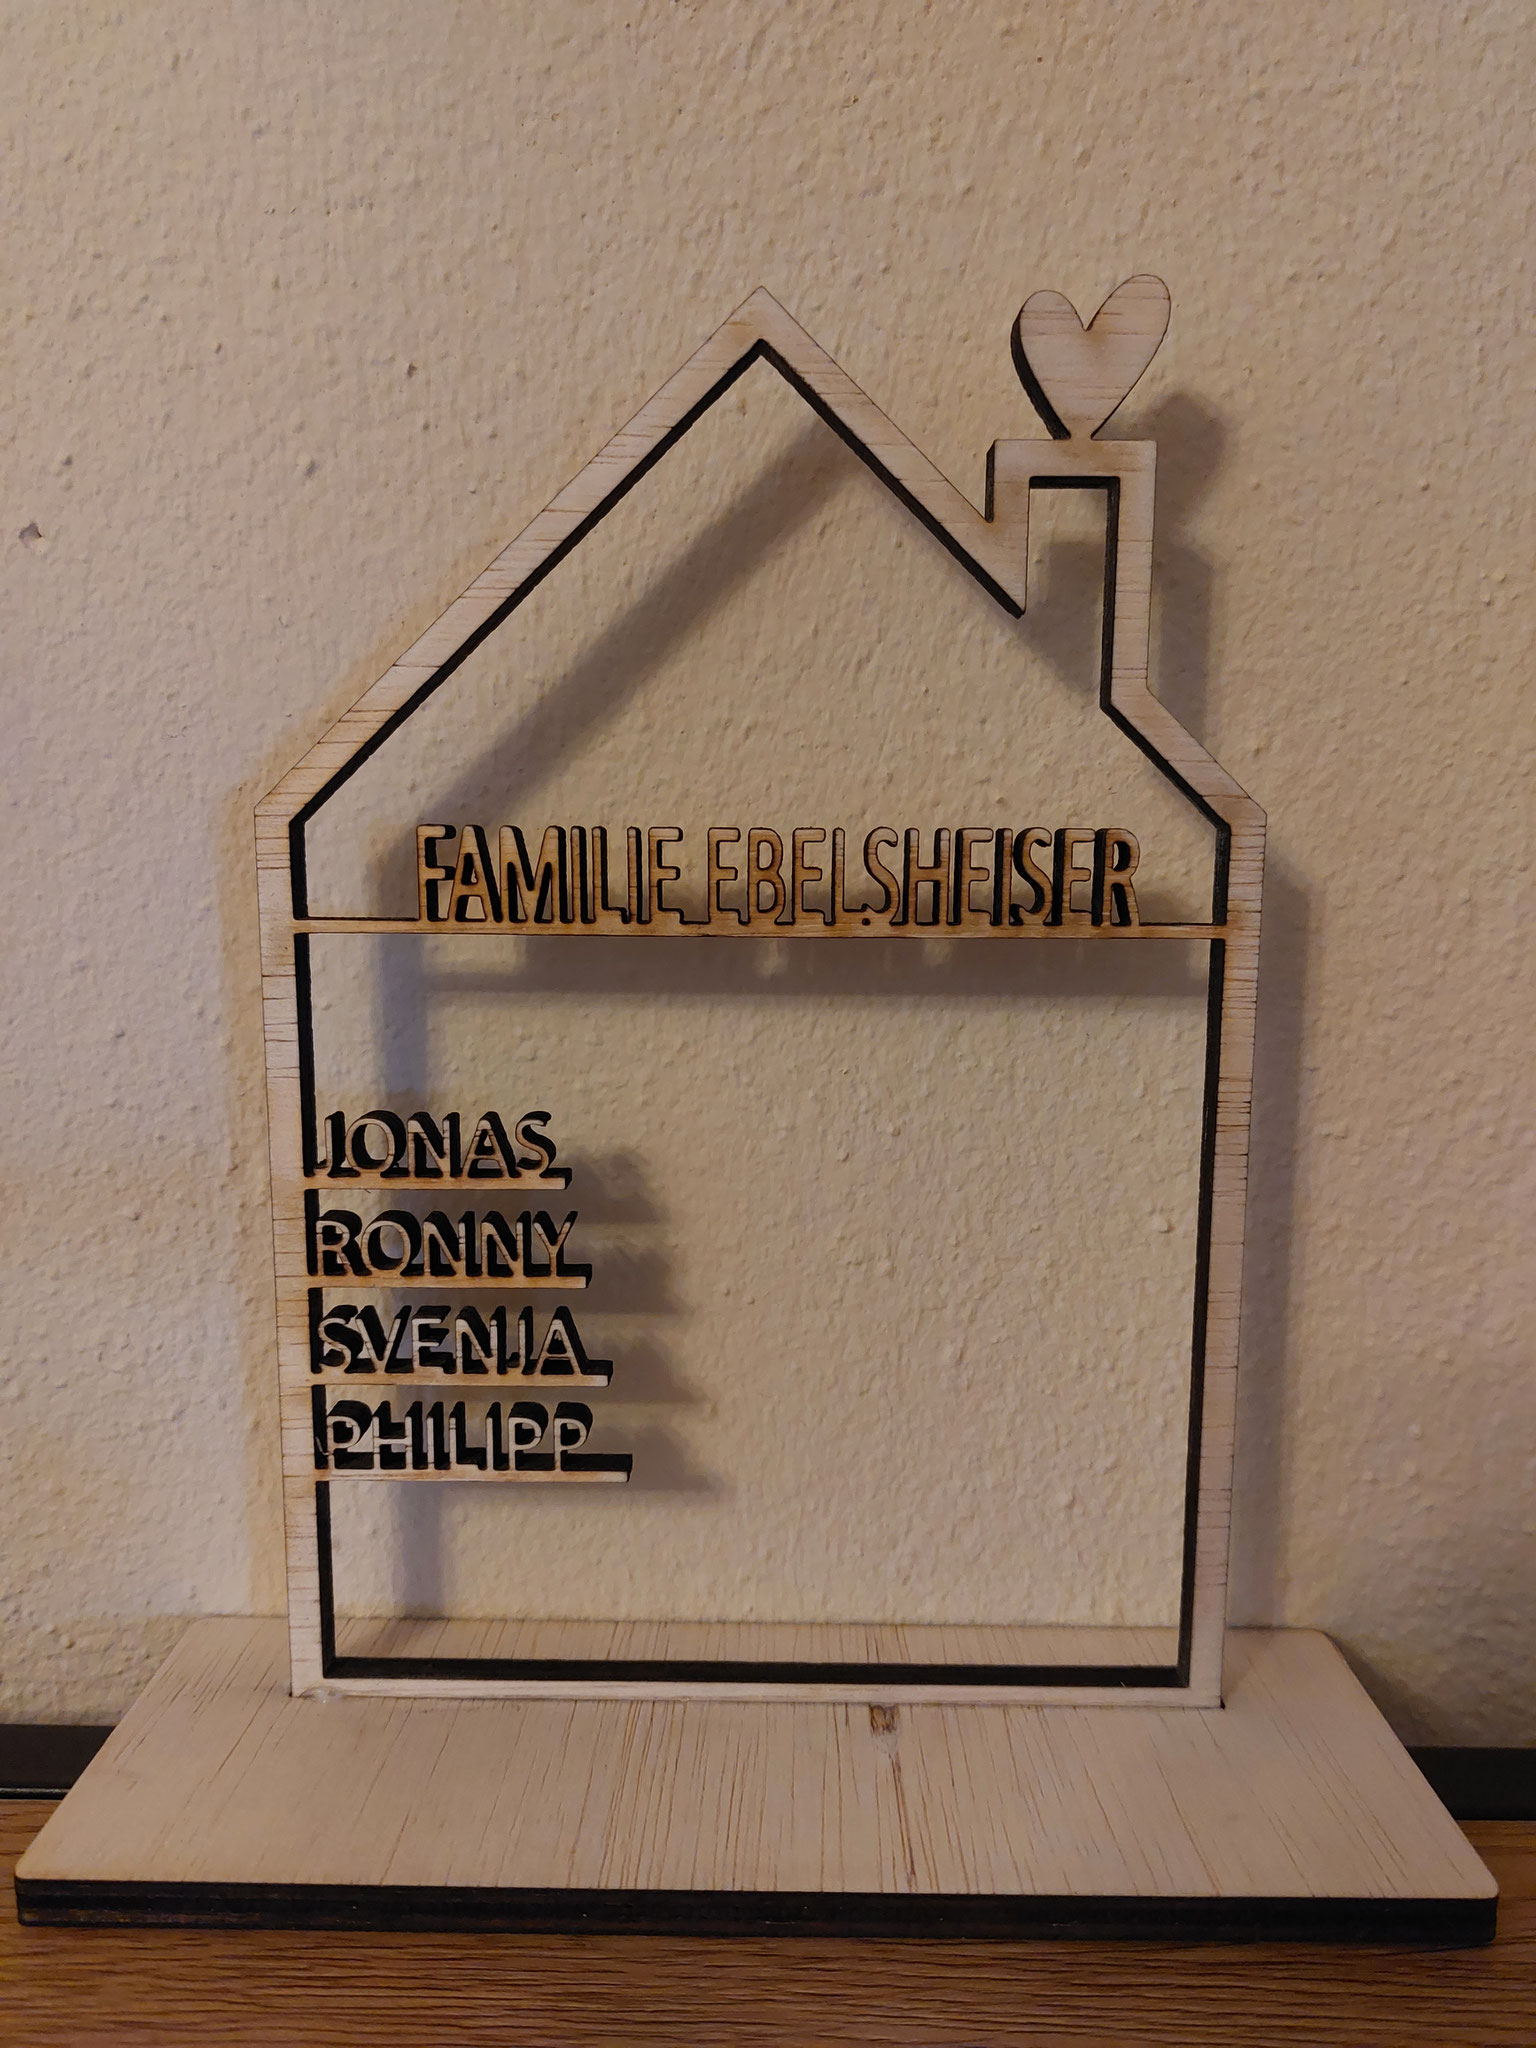 FAMILIE EBELSHEISER
JONAS
RONNY
SVENJA
PHILIPP